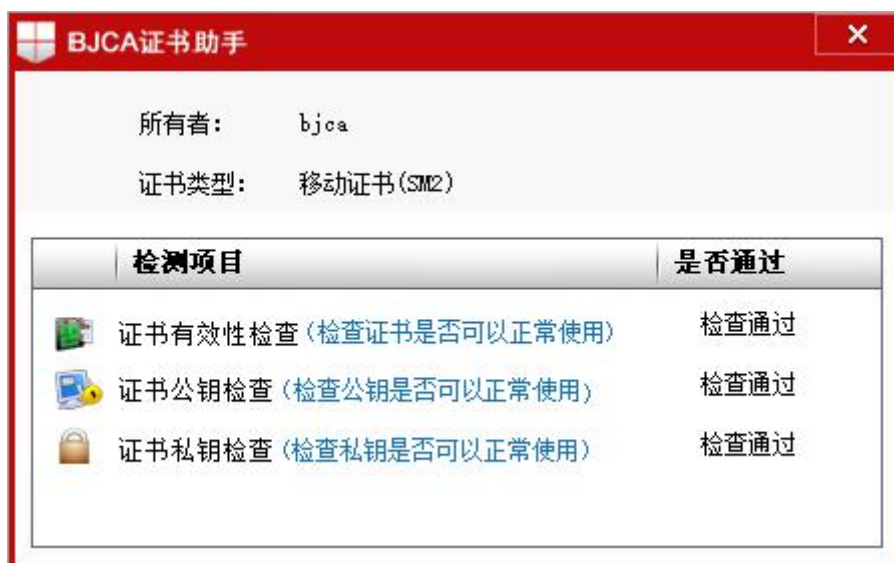 BJCA证书助手
所有者： bjca
证书类型： 移动证书(SM2)
检测项目 是否通过
证书有效性检查(检查证书是否可以正常使用) 检查通过
证书公钥检查(检查公钥是否可以正常使用) 检查通过
证书私钥检查(检查私钥是否可以正常使用) 检查通过